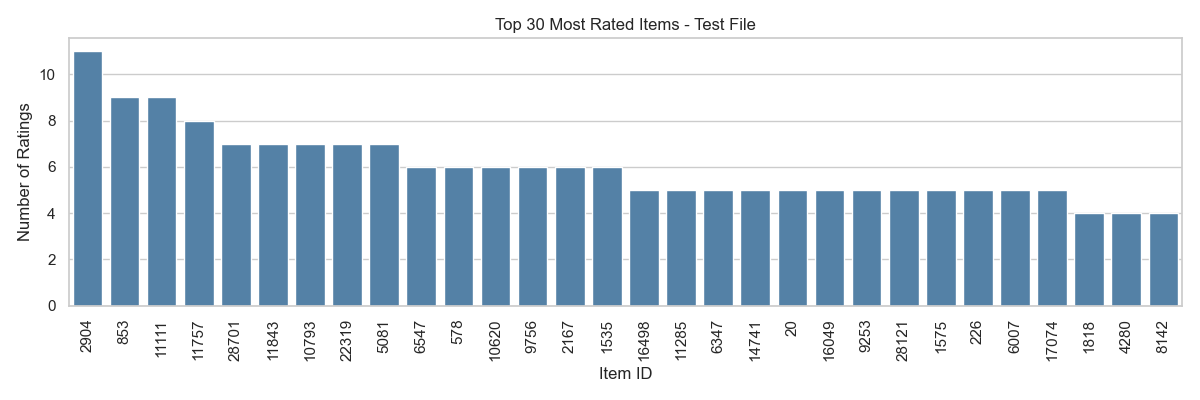 Top 30 Most Rated Items - Test File
Number of Ratings
10
8
6
4
2
0
2904 853 11111 11757 28701 11843 10793 22319 5081 6547 578 10620 9756 2167 1535 16498 11285 6347 14741 20 16049 9253 28121 1575 226 6007 17074 1818 4280 8142
Item ID